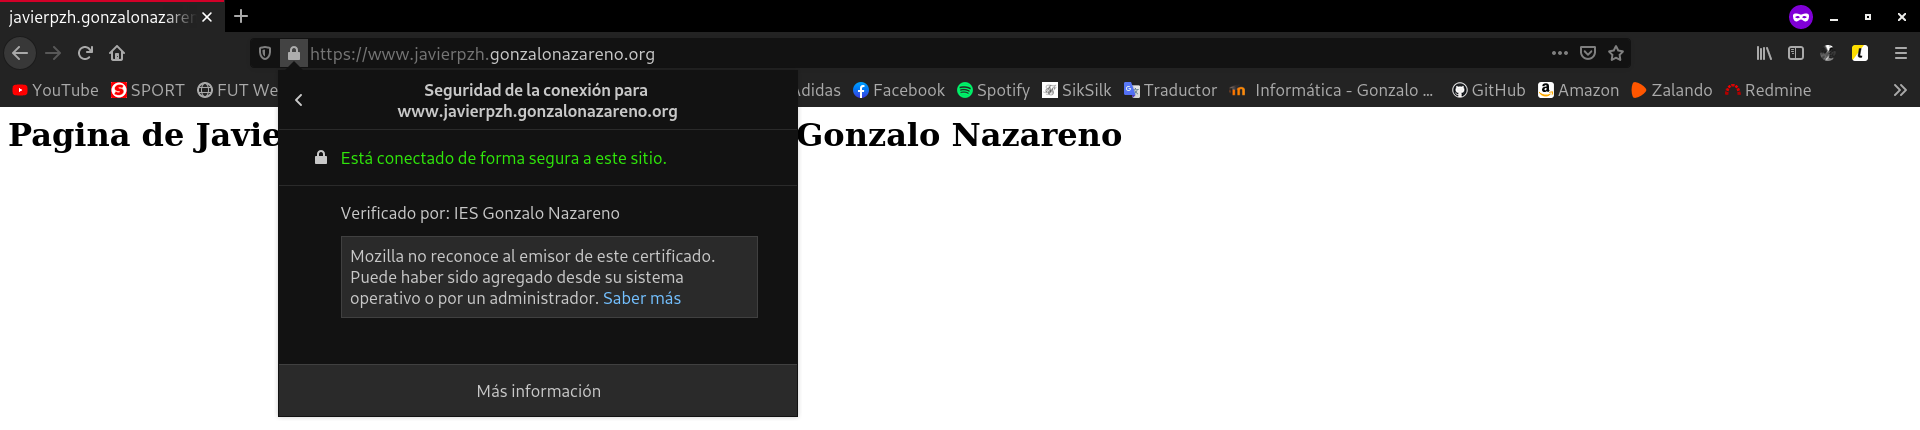 javierpzh.gonzalonazaren
https://www.javierpzh.gonzalonazareno.org
YouTube SPORT FUT We Adidas Facebook Spotify SikSilk Traductor Informática - Gonzalo ... GitHub Amazon Zalando Redmine
Seguridad de la conexión para
www.javierpzh.gonzalonazareno.org
Pagina de Javie Gonzalo Nazareno
Está conectado de forma segura a este sitio.
Verificado por: IES Gonzalo Nazareno
Mozilla no reconoce al emisor de este certificado.
Puede haber sido agregado desde su sistema
operativo o por un administrador. Saber más
Más información